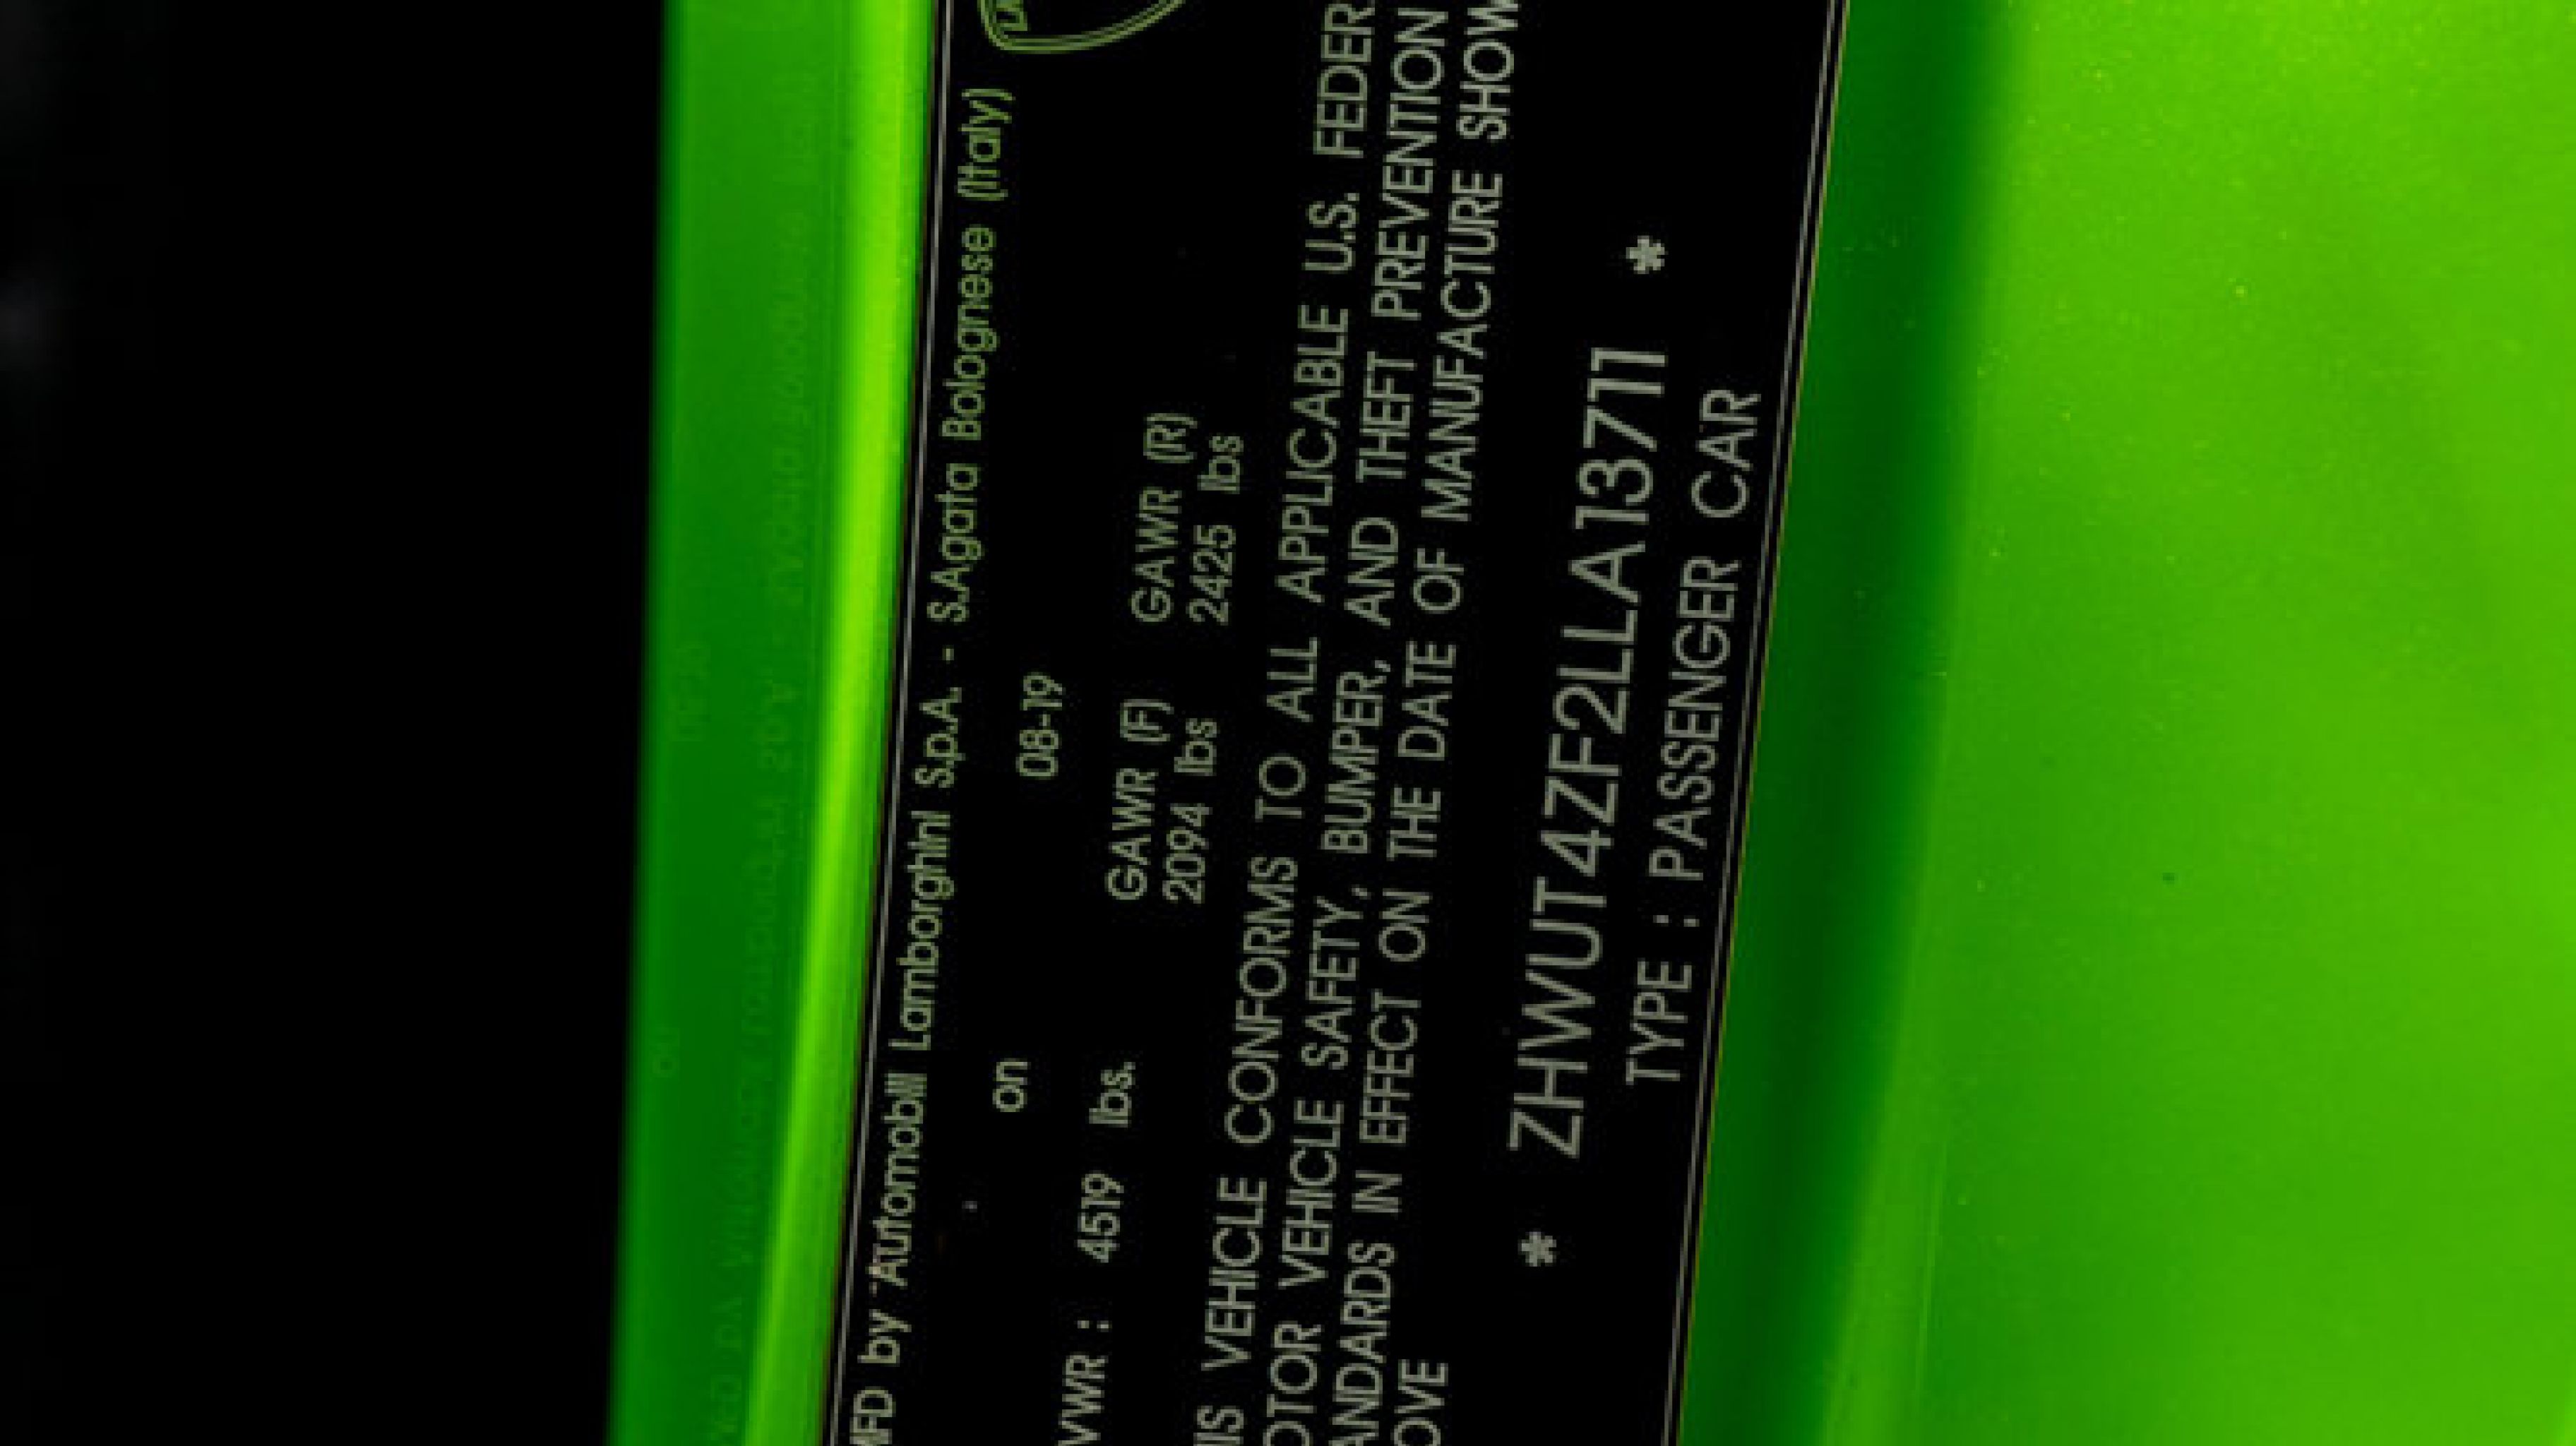 LA
MFD by Automobili Lamborghini S.p.A. - S.Agata Bolognese (Italy)
on 08-19
VWR : 4519 lbs. GAWR (F) GAWR (R)
2094 lbs 2425 lbs
IS VEHICLE CONFORMS TO ALL APPLICABLE U.S. FEDER
OTOR VEHICLE SAFETY, BUMPER, AND THEFT PREVENTION
ANDARDS IN EFFECT ON THE DATE OF MANUFACTURE SHOW
OVE
* ZHWUT4ZF2LLA13711 *
TYPE : PASSENGER CAR